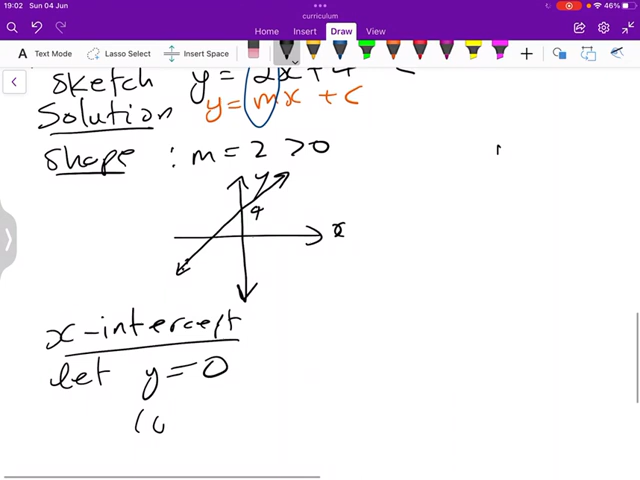 19:02 Sun 04 Jun
46%
curriculum
Home Insert Draw View
Text Mode Lasso Select Insert Space
Sketch y = 2x + 4
Solution y = mx + c
shape : m = 2 > 0
y
4
x
x-intercept
let y = 0
(